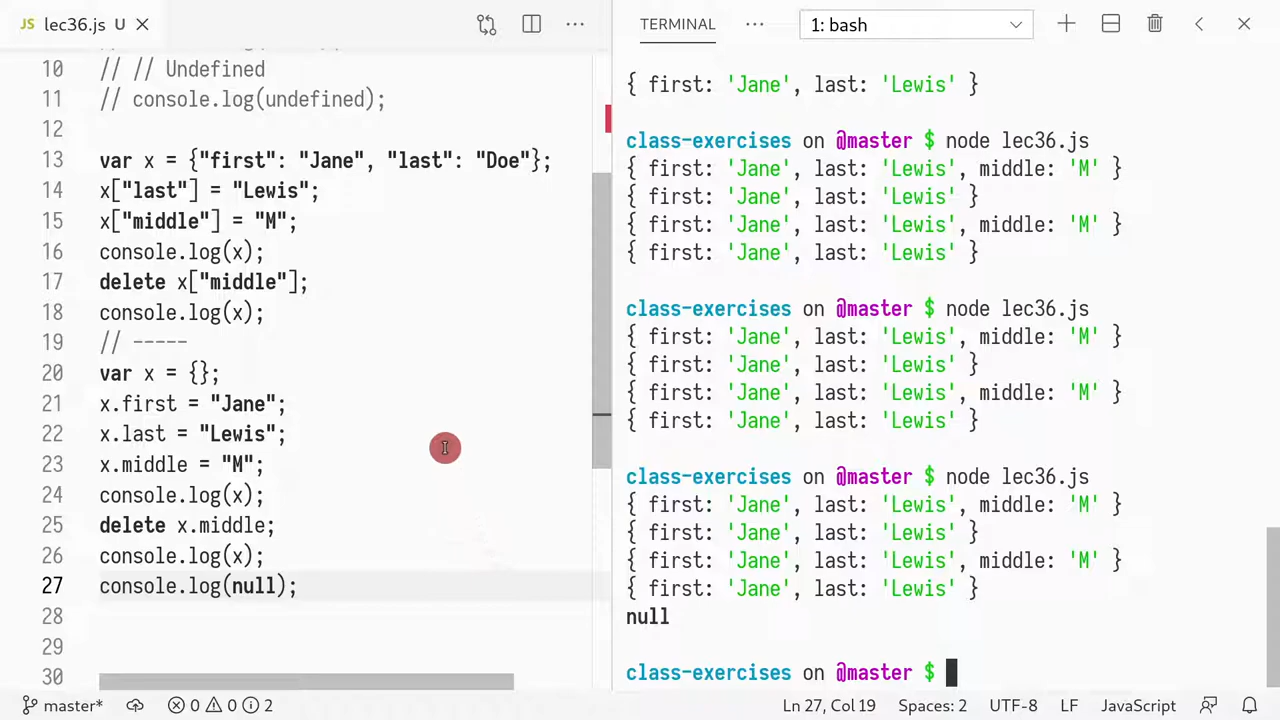 JS lec36.js U
TERMINAL
1: bash
10 // // Undefined
11 // console.log(undefined);
12
13 var x = {"first": "Jane", "last": "Doe"};
14 x["last"] = "Lewis";
15 x["middle"] = "M";
16 console.log(x);
17 delete x["middle"];
18 console.log(x);
19 // -----
20 var x = {};
21 x.first = "Jane";
22 x.last = "Lewis";
23 x.middle = "M";
24 console.log(x);
25 delete x.middle;
26 console.log(x);
27 console.log(null);
28
29
30
{ first: 'Jane', last: 'Lewis' }
class-exercises on @master $ node lec36.js
{ first: 'Jane', last: 'Lewis', middle: 'M' }
{ first: 'Jane', last: 'Lewis' }
{ first: 'Jane', last: 'Lewis', middle: 'M' }
{ first: 'Jane', last: 'Lewis' }
class-exercises on @master $ node lec36.js
{ first: 'Jane', last: 'Lewis', middle: 'M' }
{ first: 'Jane', last: 'Lewis' }
{ first: 'Jane', last: 'Lewis', middle: 'M' }
{ first: 'Jane', last: 'Lewis' }
class-exercises on @master $ node lec36.js
{ first: 'Jane', last: 'Lewis', middle: 'M' }
{ first: 'Jane', last: 'Lewis' }
{ first: 'Jane', last: 'Lewis', middle: 'M' }
{ first: 'Jane', last: 'Lewis' }
null
class-exercises on @master $
master* 0 0 2 Ln 27, Col 19 Spaces: 2 UTF-8 LF JavaScript